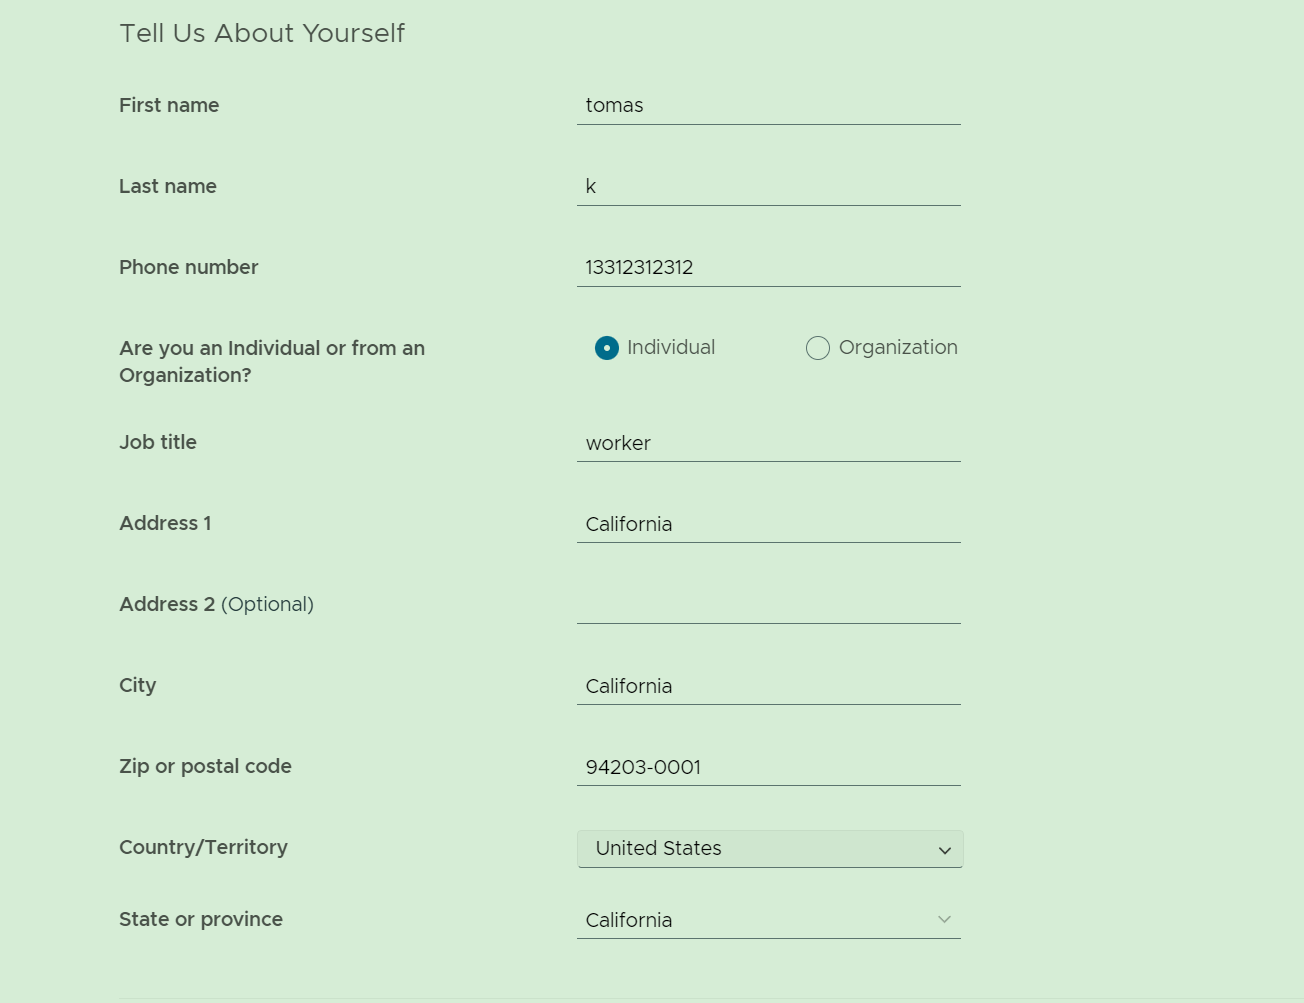 Tell Us About Yourself
First name tomas
Last name k
Phone number 13312312312
Are you an Individual or from an Organization? Individual Organization
Job title worker
Address 1 California
Address 2 (Optional)
City California
Zip or postal code 94203-0001
Country/Territory United States
State or province California